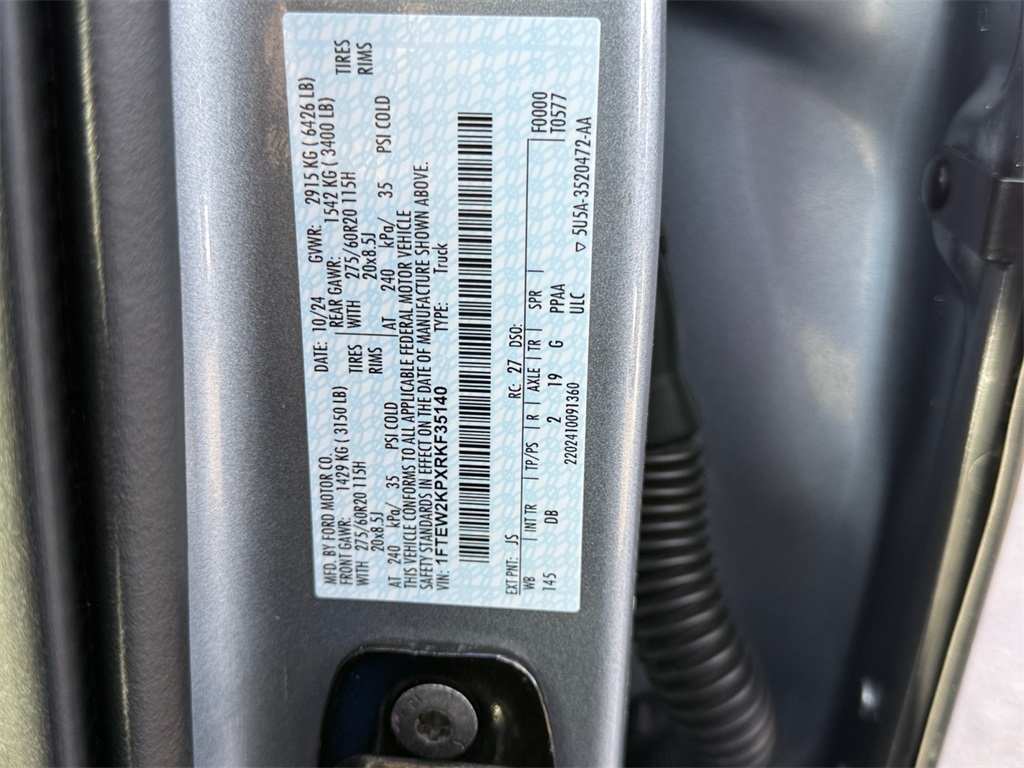 MFD. BY FORD MOTOR CO.
DATE: 10/24 GVWR: 2915 KG ( 6426 LB)
FRONT GAWR: 1429 KG ( 3150 LB) REAR GAWR: 1542 KG ( 3400 LB)
WITH 275/60R20 115H TIRES WITH 275/60R20 115H TIRES
20x8.5J RIMS 20x8.5J RIMS
AT 240 kPa/ 35 PSI COLD AT 240 kPa/ 35 PSI COLD
THIS VEHICLE CONFORMS TO ALL APPLICABLE FEDERAL MOTOR VEHICLE
SAFETY STANDARDS IN EFFECT ON THE DATE OF MANUFACTURE SHOWN ABOVE.
VIN: 1FTEW2KPXRKF35140 TYPE: Truck
EXT PNT: JS RC: 27 DSO: F0000
WB INT TR TP/PS R AXLE TR SPR T0577
145 DB 2 19 G PPAA
ULC
2202410091360 ▽ 5U5A-3520472-AA